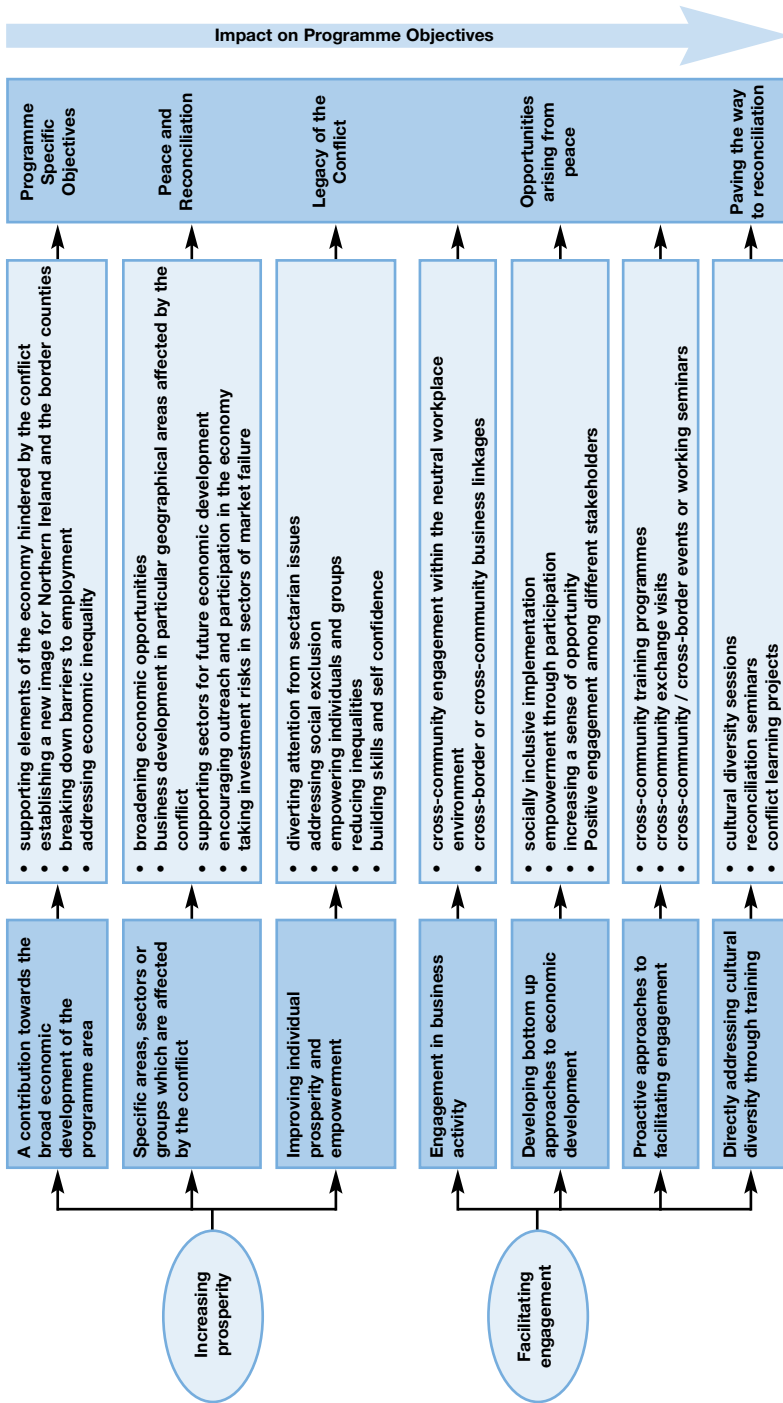 Increasing
prosperity
Facilitating
engagement
A contribution towards the
broad economic
development of the
programme area
Specific areas, sectors or
groups which are affected
by the conflict
Improving individual
prosperity and
empowerment
Engagement in business
activity
Developing bottom up
approaches to economic
development
Proactive approaches to
facilitating engagement
Directly addressing cultural
diversity through training
• supporting elements of the economy hindered by the conflict
• establishing a new image for Northern Ireland and the border counties
• breaking down barriers to employment
• addressing economic inequality
• broadening economic opportunities
• business development in particular geographical areas affected by the
conflict
• supporting sectors for future economic development
• encouraging outreach and participation in the economy
• taking investment risks in sectors of market failure
• diverting attention from sectarian issues
• addressing social exclusion
• empowering individuals and groups
• reducing inequalities
• building skills and self confidence
• cross-community engagement within the neutral workplace
environment
• cross-border or cross-community business linkages
• socially inclusive implementation
• empowerment through participation
• increasing a sense of opportunity
• Positive engagement among different stakeholders
• cross-community training programmes
• cross-community exchange visits
• cross-community / cross-border events or working seminars
• cultural diversity sessions
• reconciliation seminars
• conflict learning projects
Programme
Specific
Objectives
Peace and
Reconciliation
Legacy of the
Conflict
Opportunities
arising from
peace
Paving the way
to reconciliation
Impact on Programme Objectives